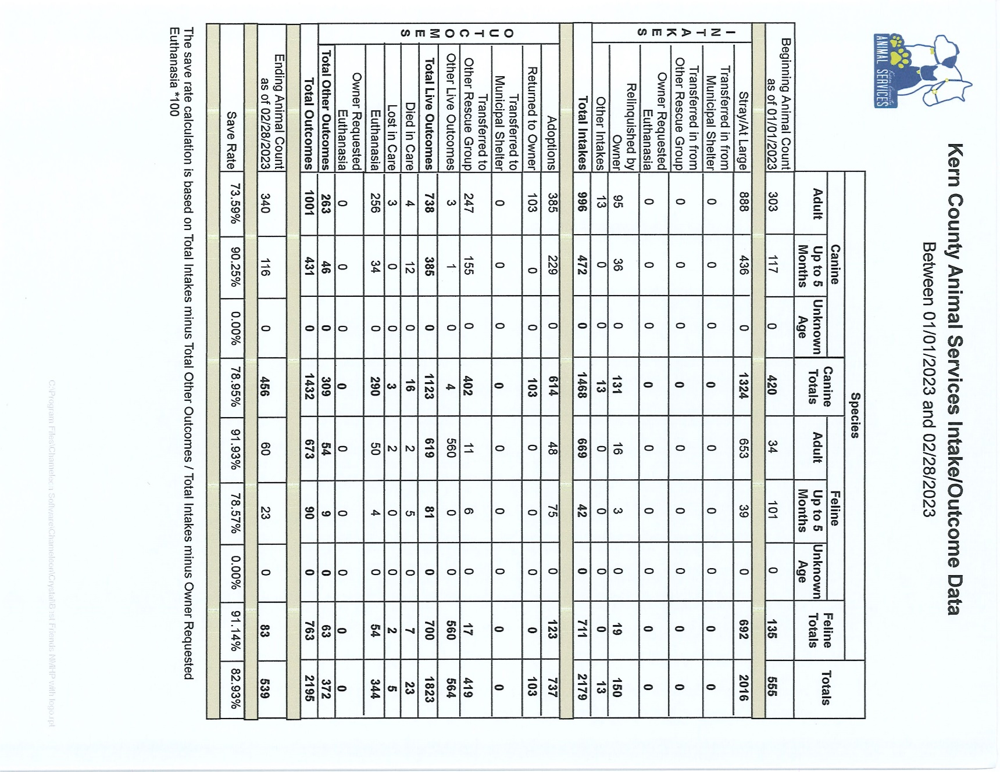 Kern County
ANIMAL SERVICES
Kern County Animal Services Intake/Outcome Data
Between 01/01/2023 and 02/28/2023
Species
Canine Canine Totals Feline Feline Totals Totals
Adult Up to 5 Months Unknown Age Adult Up to 5 Months Unknown Age
Beginning Animal Count
as of 01/01/2023 303 117 0 420 34 101 0 135 555
INTAKES
Stray/At Large 888 436 0 1324 653 39 0 692 2016
Transferred in from
Municipal Shelter 0 0 0 0 0 0 0 0 0
Transferred in from
Other Rescue Group 0 0 0 0 0 0 0 0 0
Owner Requested
Euthanasia 0 0 0 0 0 0 0 0 0
Relinquished by
Owner 95 36 0 131 16 3 0 19 150
Other Intakes 13 0 0 13 0 0 0 0 13
Total Intakes 996 472 0 1468 669 42 0 711 2179
OUTCOMES
Adoptions 385 229 0 614 48 75 0 123 737
Returned to Owner 103 0 0 103 0 0 0 0 103
Transferred to
Municipal Shelter 0 0 0 0 0 0 0 0 0
Transferred to
Other Rescue Group 247 155 0 402 11 6 0 17 419
Other Live Outcomes 3 1 0 4 560 0 0 560 564
Total Live Outcomes 738 385 0 1123 619 81 0 700 1823
Died in Care 4 12 0 16 2 5 0 7 23
Lost in Care 3 0 0 3 2 0 0 2 5
Euthanasia 256 34 0 290 50 4 0 54 344
Owner Requested
Euthanasia 0 0 0 0 0 0 0 0 0
Total Other Outcomes 263 46 0 309 54 9 0 63 372
Total Outcomes 1001 431 0 1432 673 90 0 763 2195
Ending Animal Count
as of 02/28/2023 340 116 0 456 60 23 0 83 539
Save Rate 73.59% 90.25% 0.00% 78.95% 91.93% 78.57% 0.00% 91.14% 82.93%
The save rate calculation is based on Total Intakes minus Total Other Outcomes / Total Intakes minus Owner Requested
Euthanasia *100
C:\Program Files\Chameleon Software\Chameleon\Crystal\Best Friends NMHP with logo.rpt